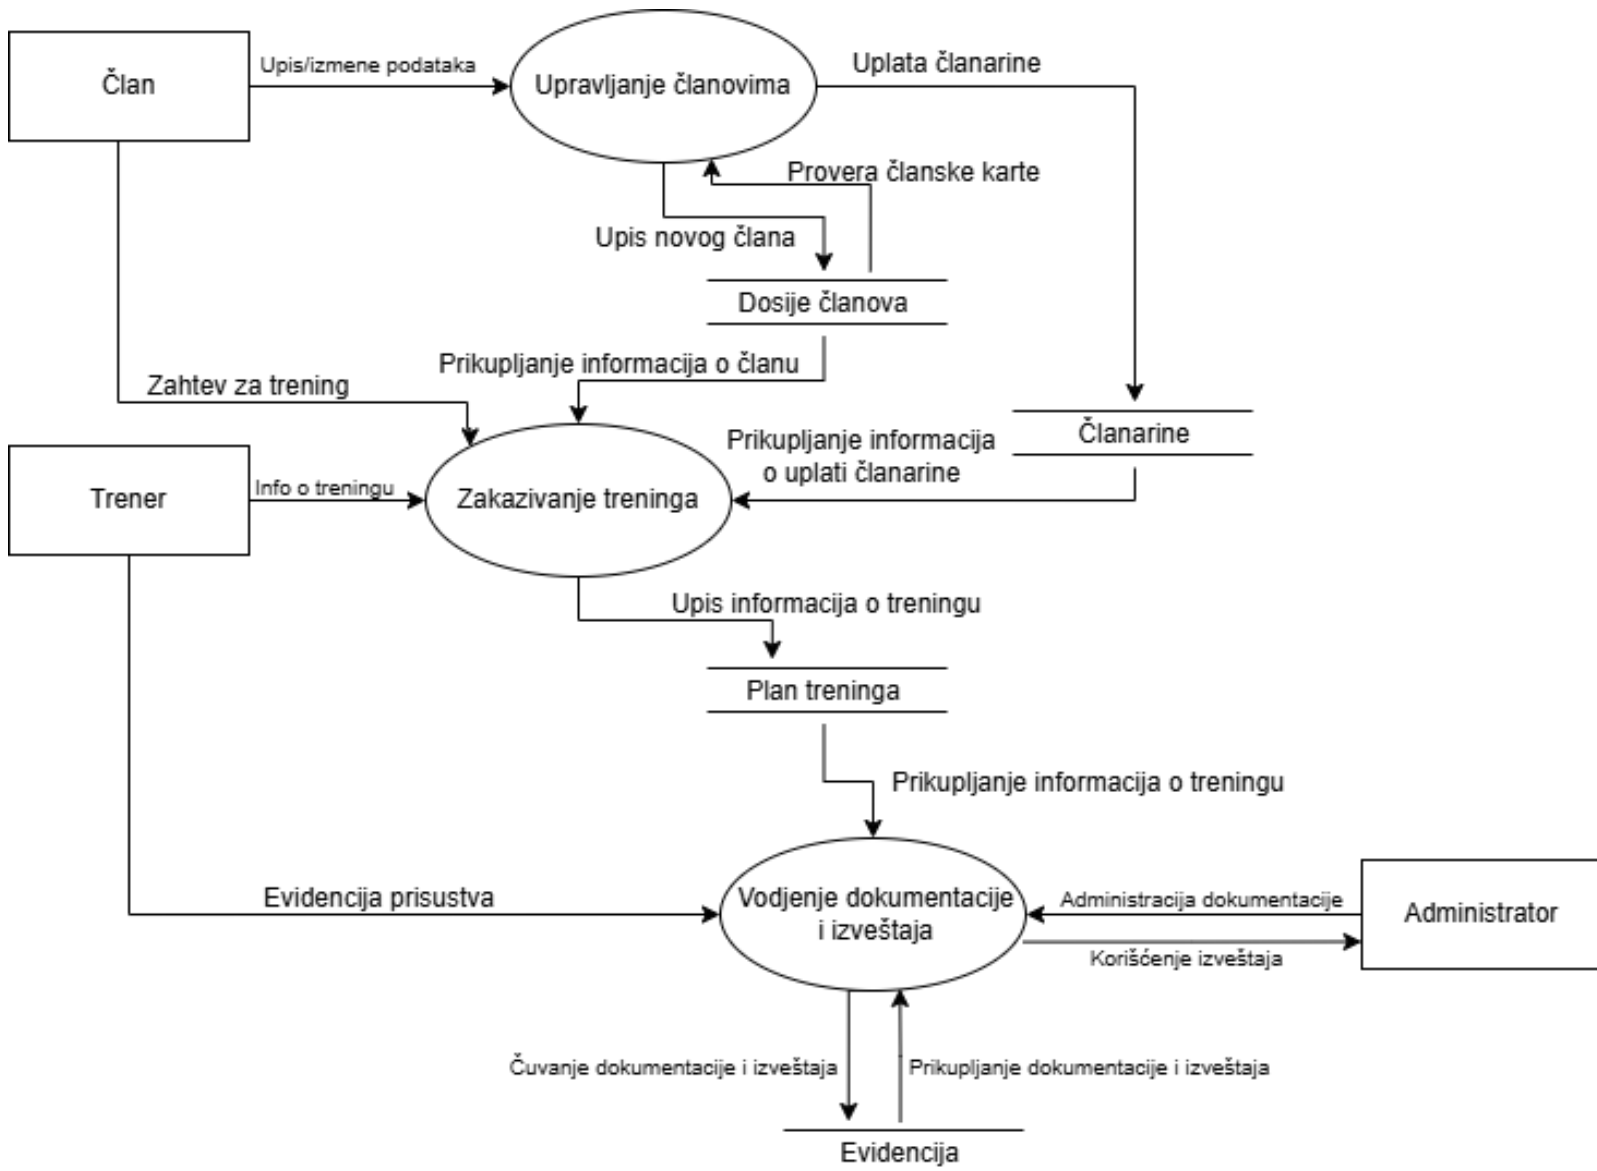 Član
Upis/izmene podataka
Upravljanje članovima
Uplata članarine
Provera članske karte
Upis novog člana
Dosije članova
Prikupljanje informacija o članu
Zahtev za trening
Članarine
Prikupljanje informacija
o uplati članarine
Trener
Info o treningu
Zakazivanje treninga
Upis informacija o treningu
Plan treninga
Prikupljanje informacija o treningu
Evidencija prisustva
Vodjenje dokumentacije
i izveštaja
Administracija dokumentacije
Administrator
Korišćenje izveštaja
Čuvanje dokumentacije i izveštaja
Prikupljanje dokumentacije i izveštaja
Evidencija